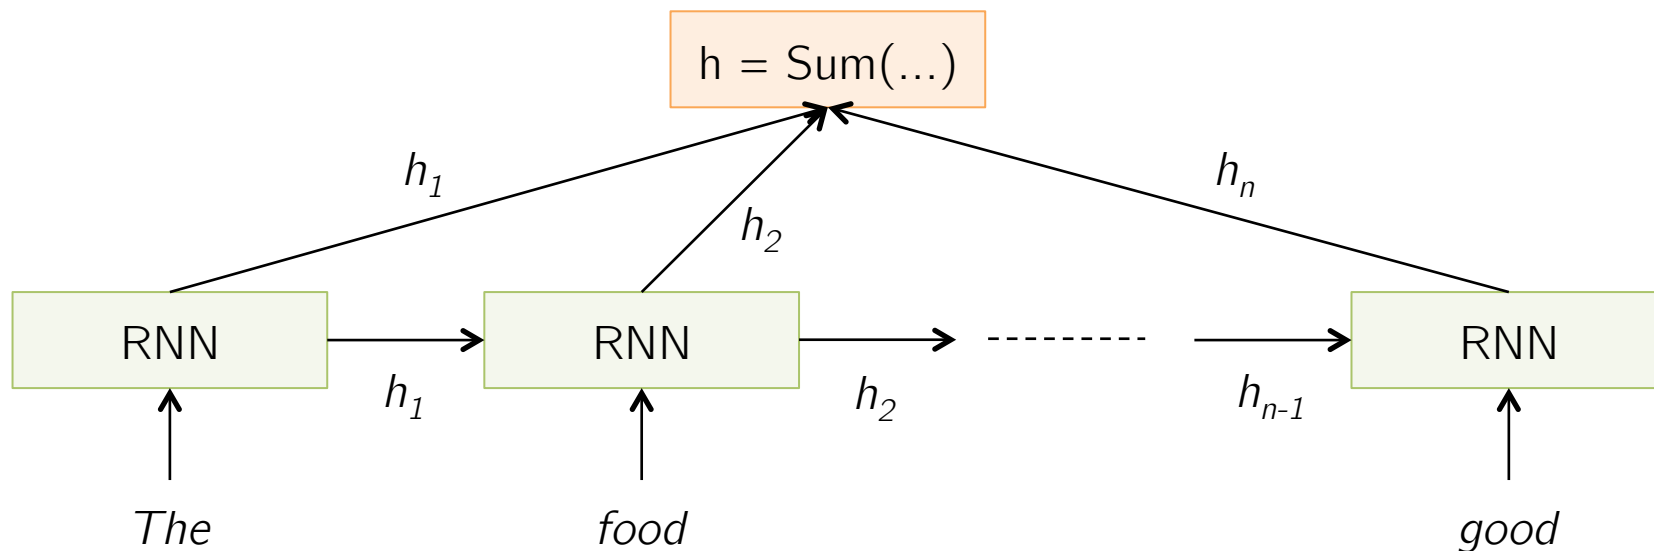 h = Sum(...)
h1
hn
h2
RNN
RNN
RNN
h1
h2
hn-1
The
food
good